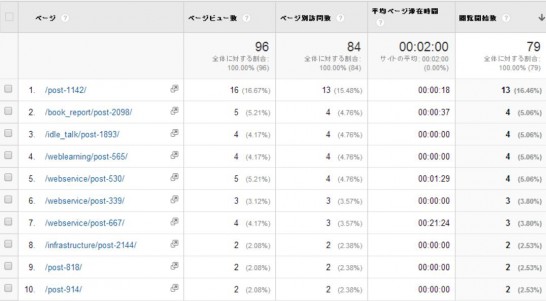 ページ ページビュー数 ページ別訪問数 平均ページ滞在時間 閲覧開始数
96 84 00:02:00 79
全体に対する割合: 全体に対する割合: サイトの平均: 00:02:00 全体に対する割合:
100.00% (96) 100.00% (84) (0.00%) 100.00% (79)
1. /post-1142/ 16 (16.67%) 13 (15.48%) 00:00:18 13 (16.46%)
2. /book_report/post-2098/ 5 (5.21%) 4 (4.76%) 00:00:37 4 (5.06%)
3. /idle_talk/post-1893/ 4 (4.17%) 4 (4.76%) 00:00:00 4 (5.06%)
4. /weblearning/post-565/ 4 (4.17%) 4 (4.76%) 00:00:00 4 (5.06%)
5. /webservice/post-530/ 5 (5.21%) 4 (4.76%) 00:01:29 4 (5.06%)
6. /webservice/post-339/ 3 (3.12%) 3 (3.57%) 00:00:00 3 (3.80%)
7. /webservice/post-667/ 4 (4.17%) 3 (3.57%) 00:21:24 3 (3.80%)
8. /infrastructure/post-2144/ 2 (2.08%) 2 (2.38%) 00:00:00 2 (2.53%)
9. /post-818/ 2 (2.08%) 2 (2.38%) 00:00:00 2 (2.53%)
10. /post-914/ 2 (2.08%) 2 (2.38%) 00:00:00 2 (2.53%)